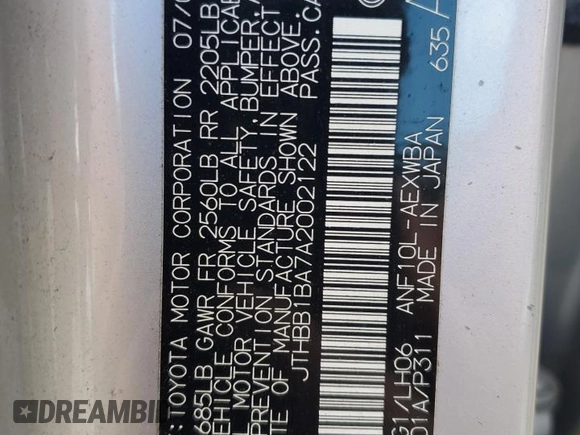 :TOYOTA MOTOR CORPORATION 07/
685LB GAWR FR 2560LB RR 2205LB
EHICLE CONFORMS TO ALL APPLICAB
L MOTOR VEHICLE SAFETY, BUMPER,
PREVENTION STANDARDS IN EFFECT
TE OF MANUFACTURE SHOWN ABOVE.
JTHBB1BA7A2002122 PASS.CA
G1/LH06 ANF10L-AEXWBA 635
01A/P311 MADE IN JAPAN
DREAMBID